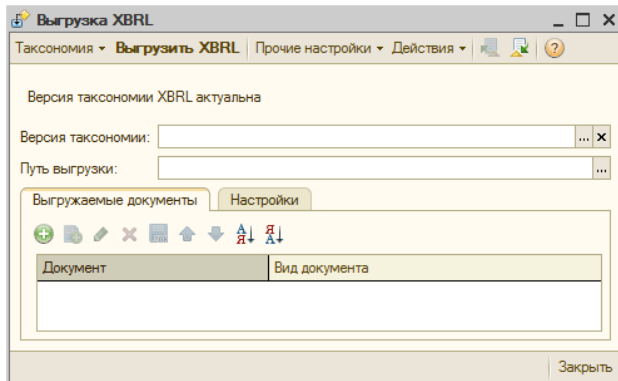 Выгрузка XBRL
Таксономия Выгрузить XBRL Прочие настройки Действия ?
Версия таксономии XBRL актуальна
Версия таксономии: ... x
Путь выгрузки: ...
Выгружаемые документы Настройки
А Я Я А
Документ Вид документа
Закрыть